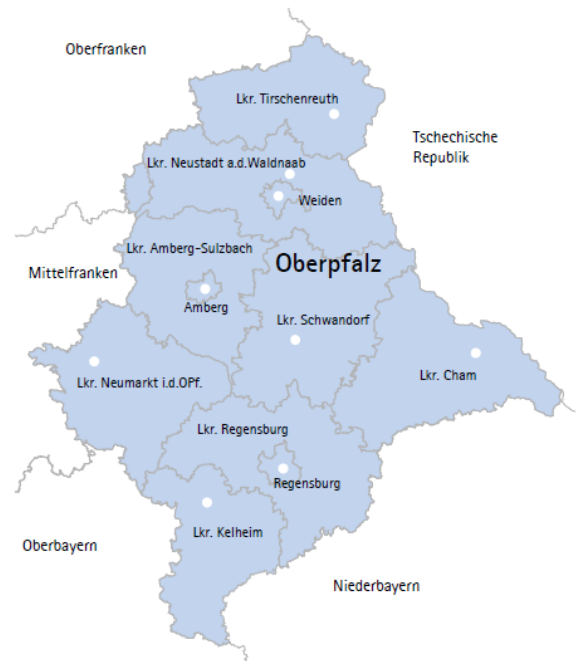 Oberfranken
Lkr. Tirschenreuth
Tschechische
Republik
Lkr. Neustadt a.d.Waldnaab
Weiden
Lkr. Amberg-Sulzbach
Oberpfalz
Mittelfranken
Amberg
Lkr. Schwandorf
Lkr. Cham
Lkr. Neumarkt i.d.OPf.
Lkr. Regensburg
Regensburg
Lkr. Kelheim
Oberbayern
Niederbayern